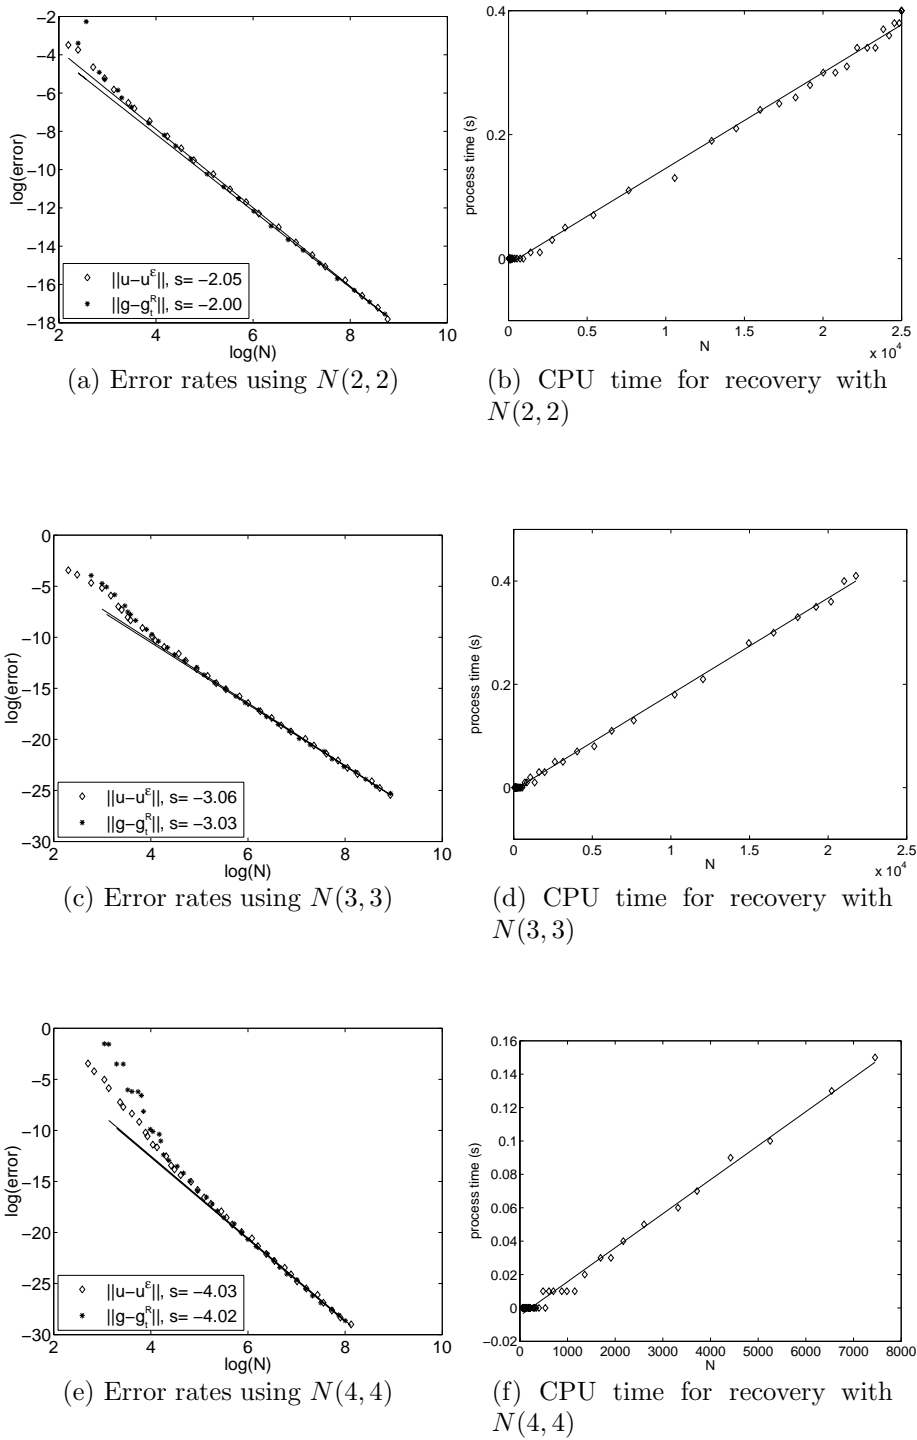 −2
−4
−6
−8
−10
−12
−14
−16
−18
log(error)
||u−u^ε||, s= −2.05
||g−g_t^R||, s= −2.00
2 4 6 8 10
log(N)
(a) Error rates using N(2, 2)
0.4
0.2
0
process time (s)
0 0.5 1 1.5 2 2.5
N
x 10^4
(b) CPU time for recovery with
N(2, 2)
0
−5
−10
−15
−20
−25
−30
log(error)
||u−u^ε||, s= −3.06
||g−g_t^R||, s= −3.03
2 4 6 8 10
log(N)
(c) Error rates using N(3, 3)
0.4
0.2
0
process time (s)
0 0.5 1 1.5 2 2.5
N
x 10^4
(d) CPU time for recovery with
N(3, 3)
0
−5
−10
−15
−20
−25
−30
log(error)
||u−u^ε||, s= −4.03
||g−g_t^R||, s= −4.02
2 4 6 8 10
log(N)
(e) Error rates using N(4, 4)
0.16
0.14
0.12
0.1
0.08
0.06
0.04
0.02
0
−0.02
process time (s)
0 1000 2000 3000 4000 5000 6000 7000 8000
N
(f) CPU time for recovery with
N(4, 4)